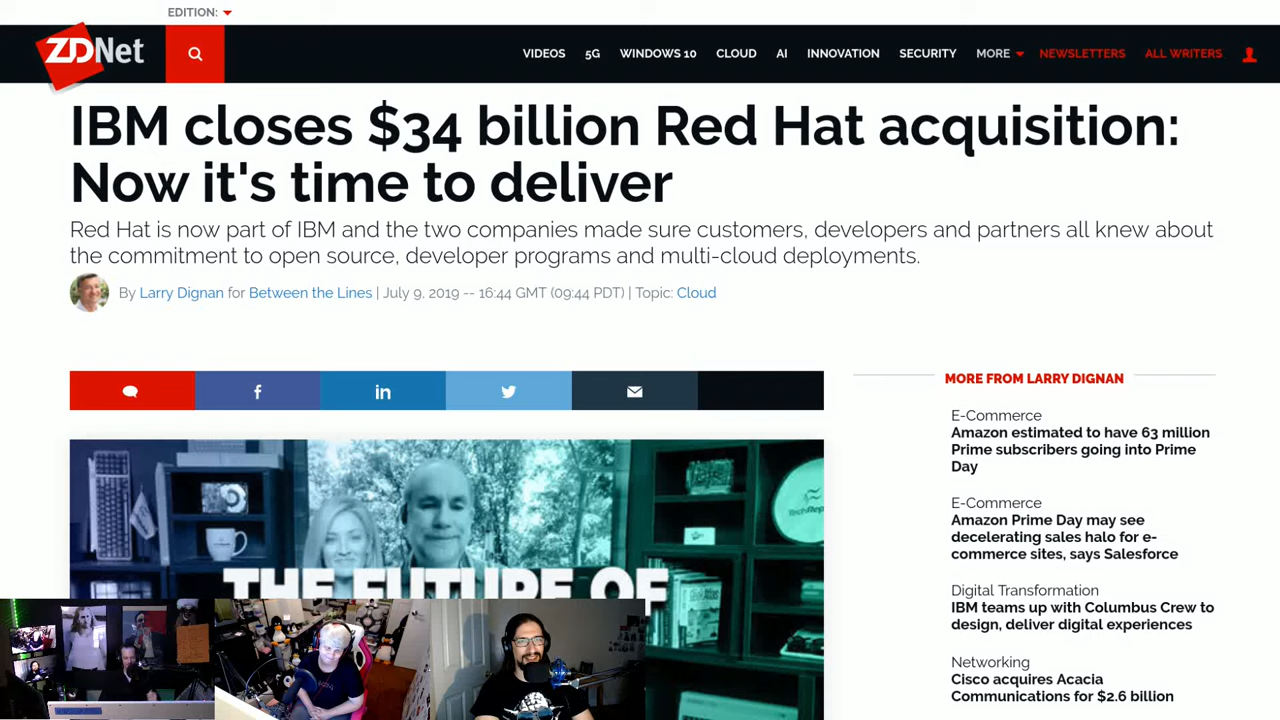 EDITION:
ZDNet
VIDEOS 5G WINDOWS 10 CLOUD AI INNOVATION SECURITY MORE NEWSLETTERS ALL WRITERS
IBM closes $34 billion Red Hat acquisition:
Now it's time to deliver
Red Hat is now part of IBM and the two companies made sure customers, developers and partners all knew about
the commitment to open source, developer programs and multi-cloud deployments.
By Larry Dignan for Between the Lines | July 9, 2019 -- 16:44 GMT (09:44 PDT) | Topic: Cloud
f in
MORE FROM LARRY DIGNAN
E-Commerce
Amazon estimated to have 63 million
Prime subscribers going into Prime
Day
E-Commerce
Amazon Prime Day may see
decelerating sales halo for e-
commerce sites, says Salesforce
Digital Transformation
IBM teams up with Columbus Crew to
design, deliver digital experiences
Networking
Cisco acquires Acacia
Communications for $2.6 billion
THE FUTURE OF